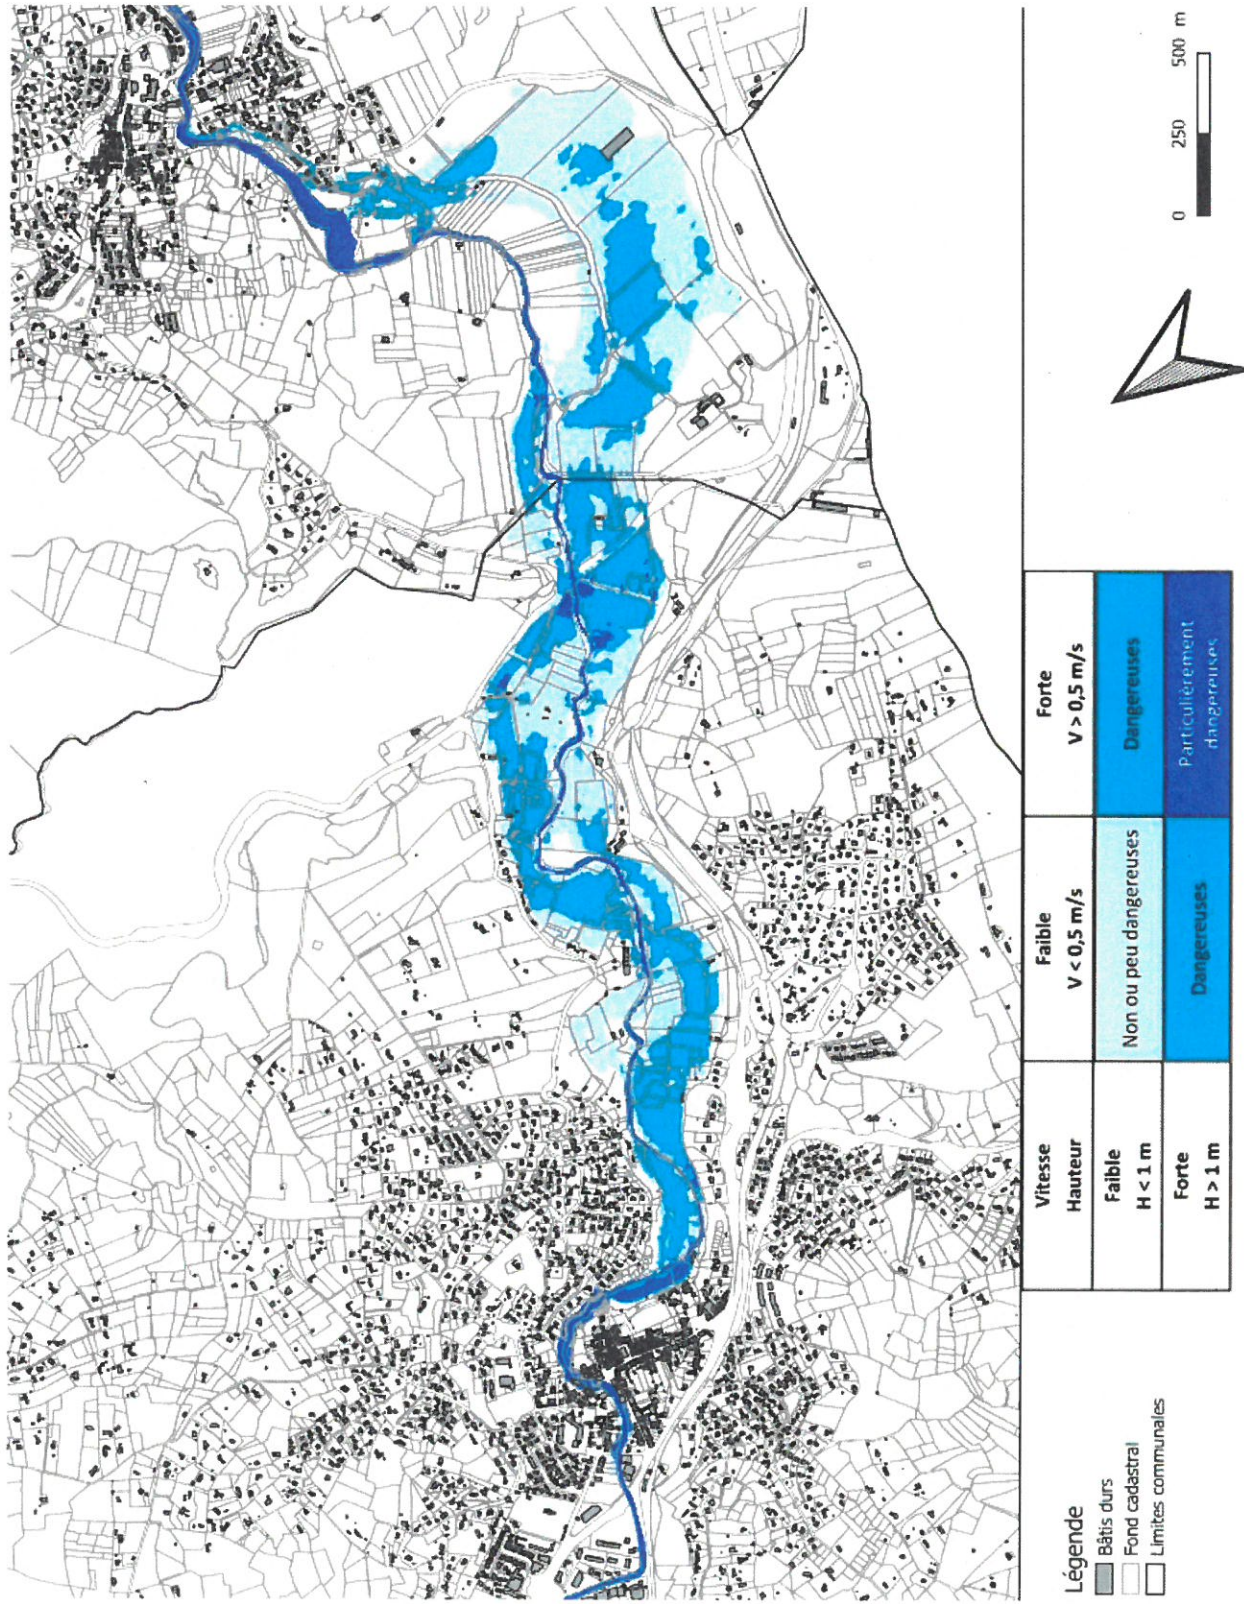 Légende
Bâtis durs
Fond cadastral
Limites communales
Vitesse
Hauteur
Faible
V < 0,5 m/s
Forte
V > 0,5 m/s
Faible
H < 1 m
Non ou peu dangereuses
Dangereuses
Forte
H > 1 m
Dangereuses
Particulièrement
dangereuses
0 250 500 m